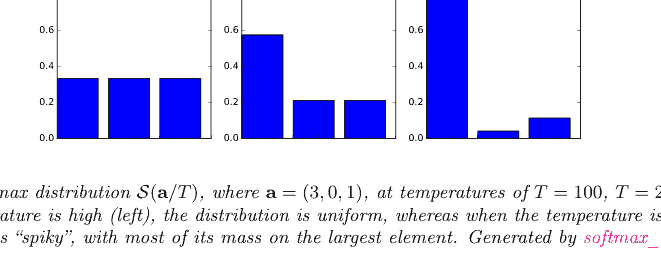 0.6 0.6 0.6
0.4 0.4 0.4
0.2 0.2 0.2
0.0 0.0 0.0
max distribution S(a/T), where a = (3, 0, 1), at temperatures of T = 100, T = 2
rature is high (left), the distribution is uniform, whereas when the temperature is
s “spiky”, with most of its mass on the largest element. Generated by softmax_